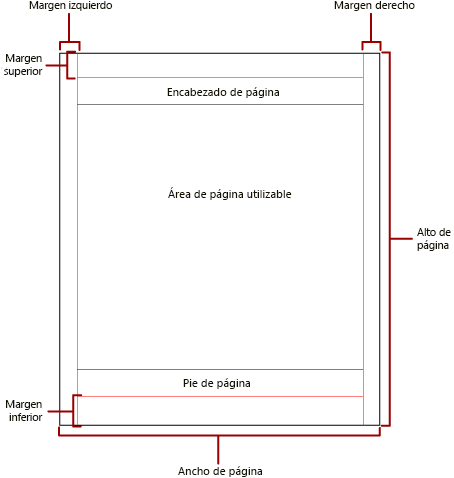 Margen izquierdo
Margen derecho
Margen
superior
Encabezado de página
Área de página utilizable
Alto de
página
Pie de página
Margen
inferior
Ancho de página